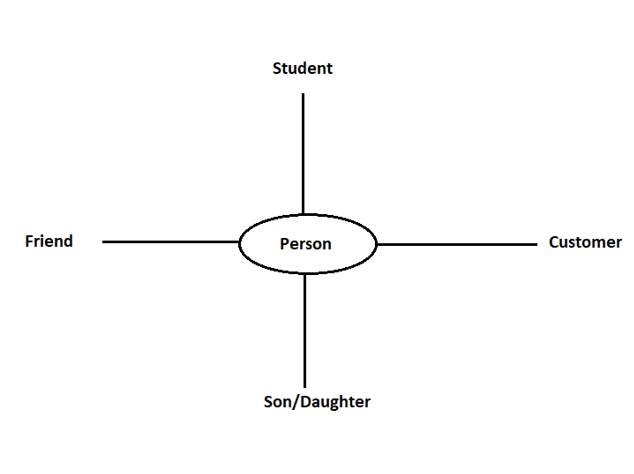 Student
Friend
Person
Customer
Son/Daughter